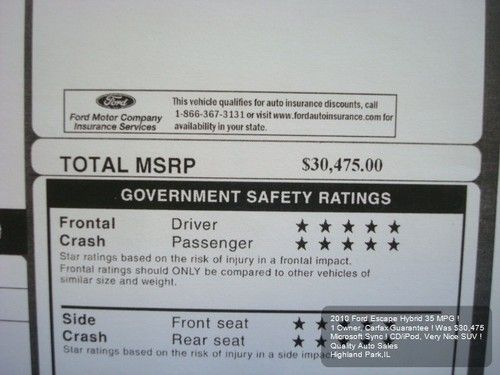 Ford
Ford Motor Company
Insurance Services
This vehicle qualifies for auto insurance discounts, call
1-866-367-3131 or visit www.fordautoinsurance.com for
availability in your state.
TOTAL MSRP $30,475.00
GOVERNMENT SAFETY RATINGS
Frontal Driver ★ ★ ★ ★ ★
Crash Passenger ★ ★ ★ ★ ★
Star ratings based on the risk of injury in a frontal impact.
Frontal ratings should ONLY be compared to other vehicles of
similar size and weight.
Side Front seat
Crash Rear seat
Star ratings based on the risk of injury in a side impact
2010 Ford Escape Hybrid 35 MPG !
1 Owner, Carfax Guarantee ! Was $30,475
Microsoft Sync ! CD/iPod, Very Nice SUV !
Quality Auto Sales
Highland Park,IL